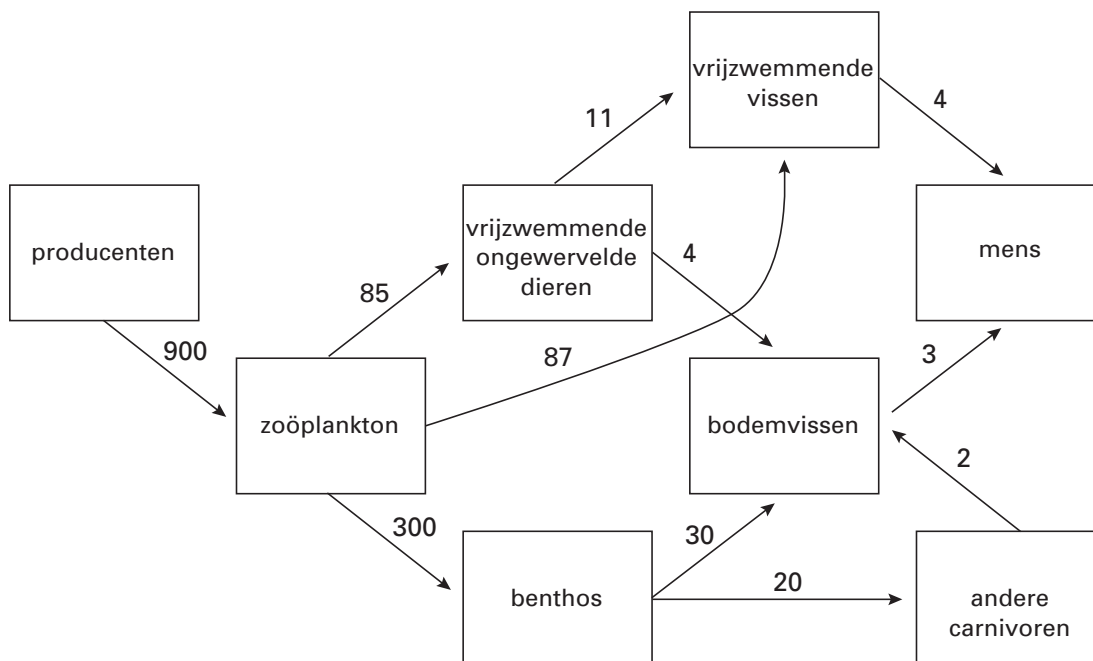 vrijzwemmende
vissen
4
11
producenten
vrijzwemmende
ongewervelde
dieren
4
mens
85
900
87
3
zoöplankton
bodemvissen
2
300
30
benthos
20
andere
carnivoren